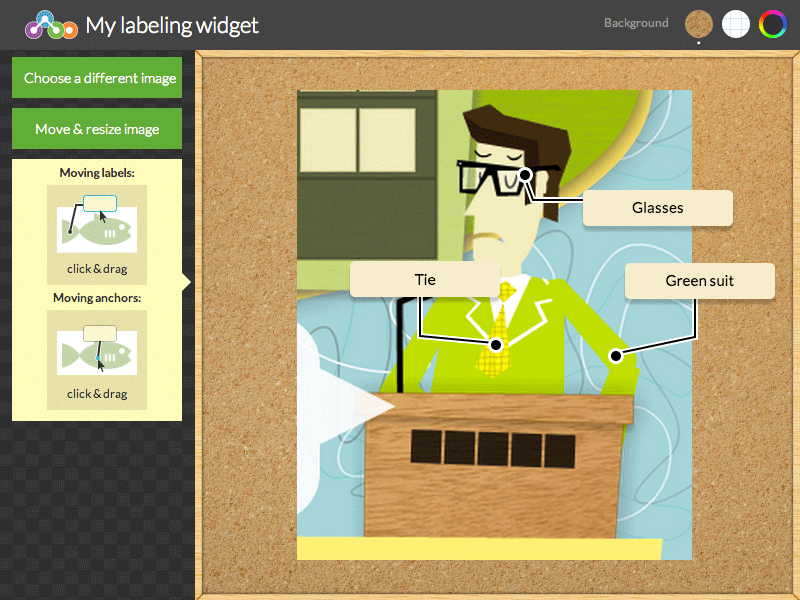 My labeling widget
Background
Choose a different image
Move & resize image
Moving labels:
click & drag
Moving anchors:
click & drag
Glasses
Tie
Green suit